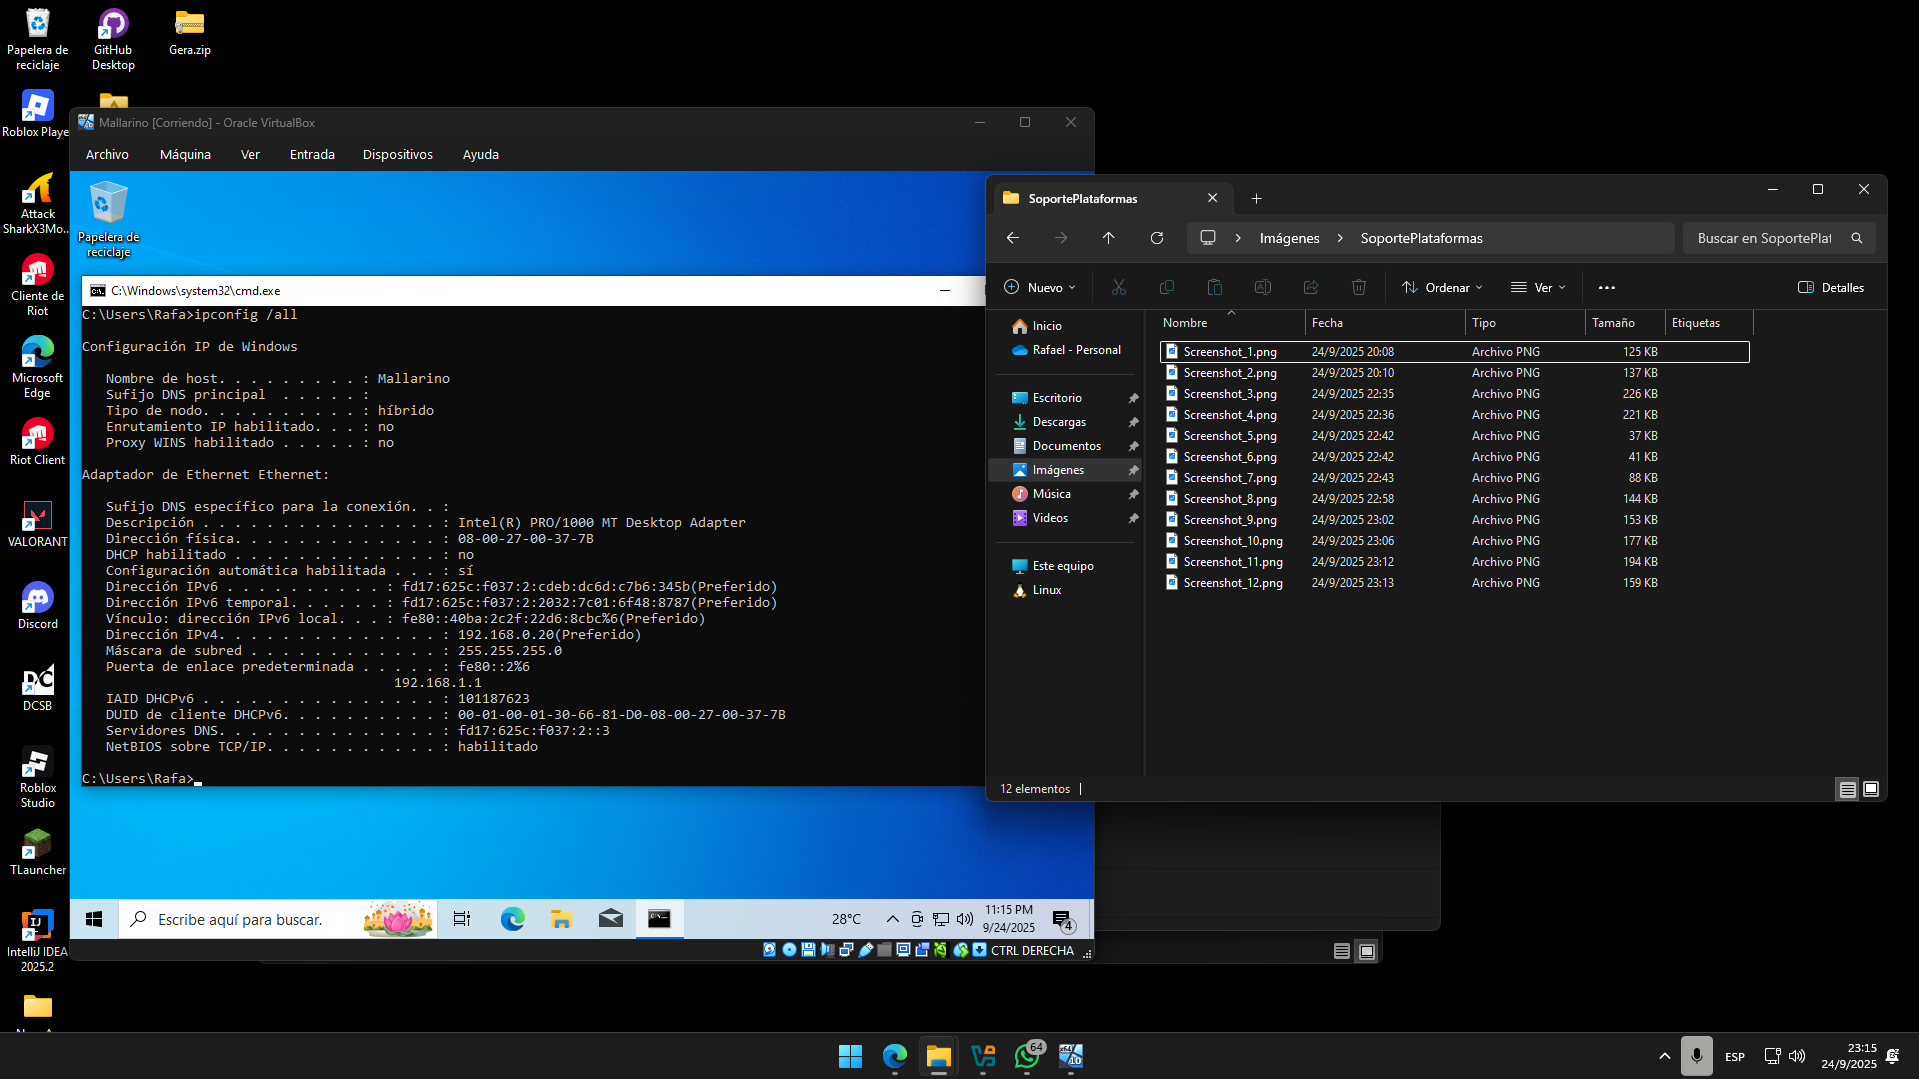 Papelera de reciclaje
GitHub Desktop
Gera.zip
Roblox Playe
Attack SharkX3Mo...
Cliente de Riot
Microsoft Edge
Riot Client
VALORANT
Discord
DCSB
Roblox Studio
TLauncher
IntelliJ IDEA 2025.2
Mallarino [Corriendo] - Oracle VirtualBox
Archivo Máquina Ver Entrada Dispositivos Ayuda
Papelera de reciclaje
C:\Windows\system32\cmd.exe
C:\Users\Rafa>ipconfig /all
Configuración IP de Windows
Nombre de host. . . . . . . . . : Mallarino
Sufijo DNS principal . . . . . :
Tipo de nodo. . . . . . . . . . : híbrido
Enrutamiento IP habilitado. . . : no
Proxy WINS habilitado . . . . . : no
Adaptador de Ethernet Ethernet:
Sufijo DNS específico para la conexión. . :
Descripción . . . . . . . . . . . . . . . : Intel(R) PRO/1000 MT Desktop Adapter
Dirección física. . . . . . . . . . . . . : 08-00-27-00-37-7B
DHCP habilitado . . . . . . . . . . . . . : no
Configuración automática habilitada . . . : sí
Dirección IPv6 . . . . . . . . . . : fd17:625c:f037:2:cdeb:dc6d:c7b6:345b(Preferido)
Dirección IPv6 temporal. . . . . . : fd17:625c:f037:2:2032:7c01:6f48:8787(Preferido)
Vínculo: dirección IPv6 local. . . : fe80::40ba:2c2f:22d6:8cbc%6(Preferido)
Dirección IPv4. . . . . . . . . . . . . . : 192.168.0.20(Preferido)
Máscara de subred . . . . . . . . . . . . : 255.255.255.0
Puerta de enlace predeterminada . . . . . : fe80::2%6
192.168.1.1
IAID DHCPv6 . . . . . . . . . . . . . . . : 101187623
DUID de cliente DHCPv6. . . . . . . . . . : 00-01-00-01-30-66-81-D0-08-00-27-00-37-7B
Servidores DNS. . . . . . . . . . . . . . : fd17:625c:f037:2::3
NetBIOS sobre TCP/IP. . . . . . . . . . . : habilitado
C:\Users\Rafa>
Escribe aquí para buscar.
28°C
11:15 PM
9/24/2025
4
CTRL DERECHA
SoportePlataformas
Imágenes > SoportePlataformas
Buscar en SoportePlat
Nuevo
Ordenar
Ver
Detalles
Inicio
Rafael - Personal
Escritorio
Descargas
Documentos
Imágenes
Música
Videos
Este equipo
Linux
Nombre Fecha Tipo Tamaño Etiquetas
Screenshot_1.png 24/9/2025 20:08 Archivo PNG 125 KB
Screenshot_2.png 24/9/2025 20:10 Archivo PNG 137 KB
Screenshot_3.png 24/9/2025 22:35 Archivo PNG 226 KB
Screenshot_4.png 24/9/2025 22:36 Archivo PNG 221 KB
Screenshot_5.png 24/9/2025 22:42 Archivo PNG 37 KB
Screenshot_6.png 24/9/2025 22:42 Archivo PNG 41 KB
Screenshot_7.png 24/9/2025 22:43 Archivo PNG 88 KB
Screenshot_8.png 24/9/2025 22:58 Archivo PNG 144 KB
Screenshot_9.png 24/9/2025 23:02 Archivo PNG 153 KB
Screenshot_10.png 24/9/2025 23:06 Archivo PNG 177 KB
Screenshot_11.png 24/9/2025 23:12 Archivo PNG 194 KB
Screenshot_12.png 24/9/2025 23:13 Archivo PNG 159 KB
12 elementos
64
ESP
23:15
24/9/2025